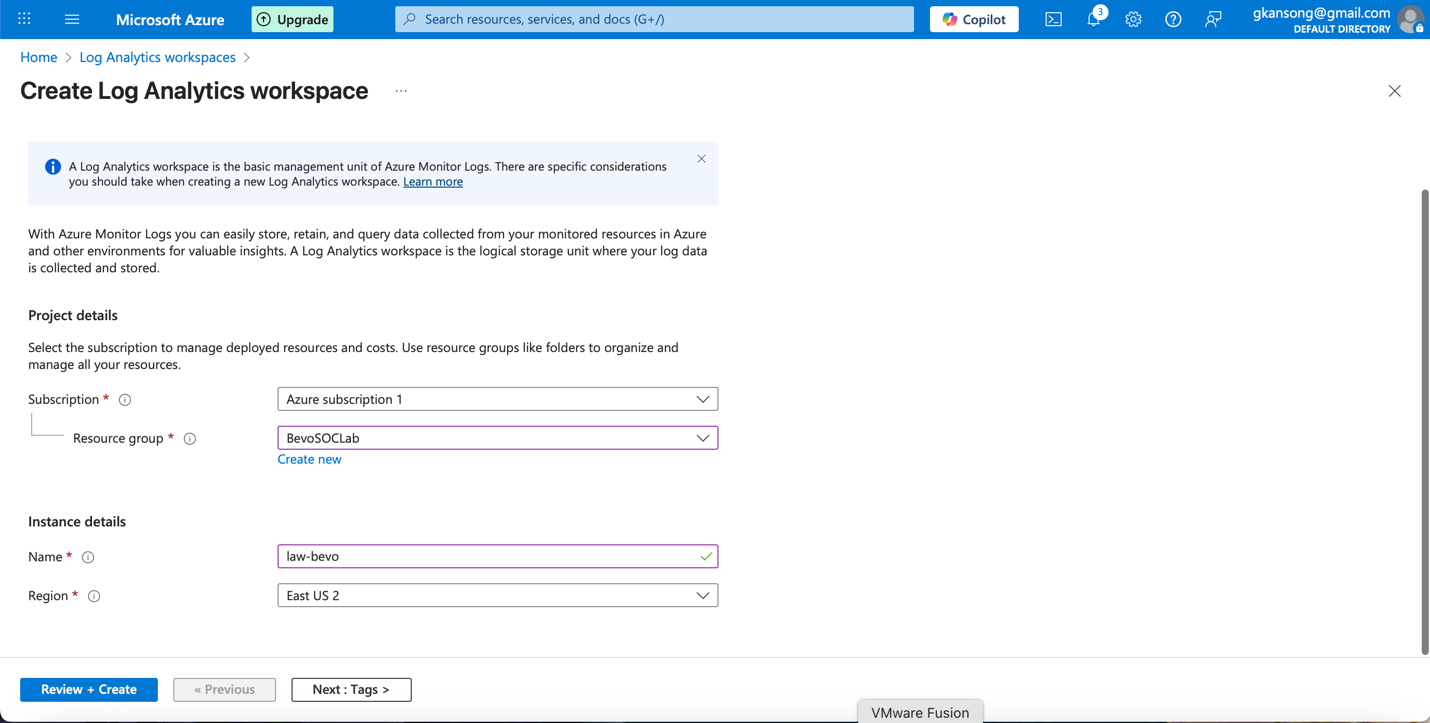 Microsoft Azure
Upgrade
Search resources, services, and docs (G+/)
Copilot
3
gkansong@gmail.com
DEFAULT DIRECTORY
Home > Log Analytics workspaces >
Create Log Analytics workspace ...
A Log Analytics workspace is the basic management unit of Azure Monitor Logs. There are specific considerations
you should take when creating a new Log Analytics workspace. Learn more
With Azure Monitor Logs you can easily store, retain, and query data collected from your monitored resources in Azure
and other environments for valuable insights. A Log Analytics workspace is the logical storage unit where your log data
is collected and stored.
Project details
Select the subscription to manage deployed resources and costs. Use resource groups like folders to organize and
manage all your resources.
Subscription *
Azure subscription 1
Resource group *
BevoSOCLab
Create new
Instance details
Name *
law-bevo
Region *
East US 2
Review + Create
« Previous
Next : Tags >
VMware Fusion